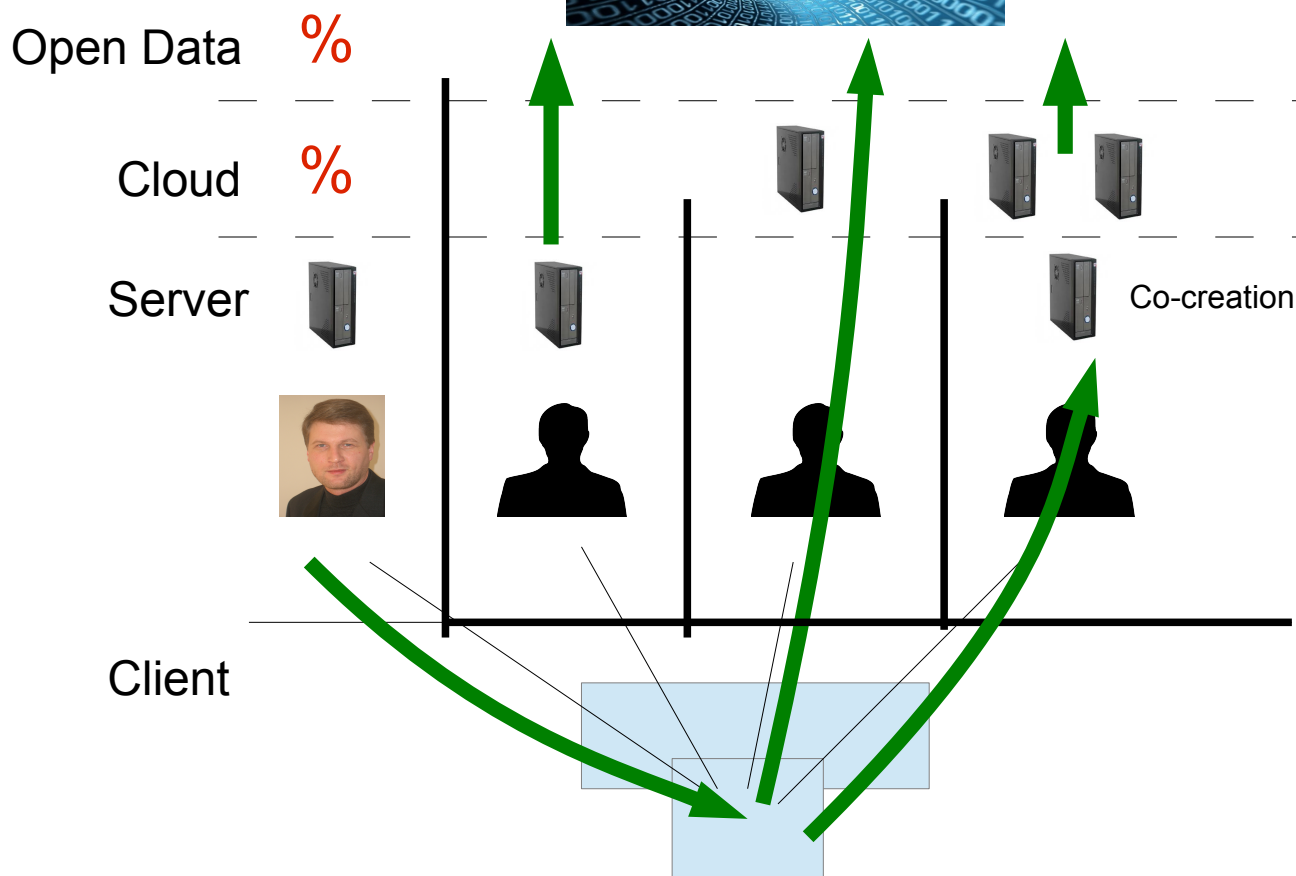 Open Data %
Cloud %
Server
Co-creation
Client